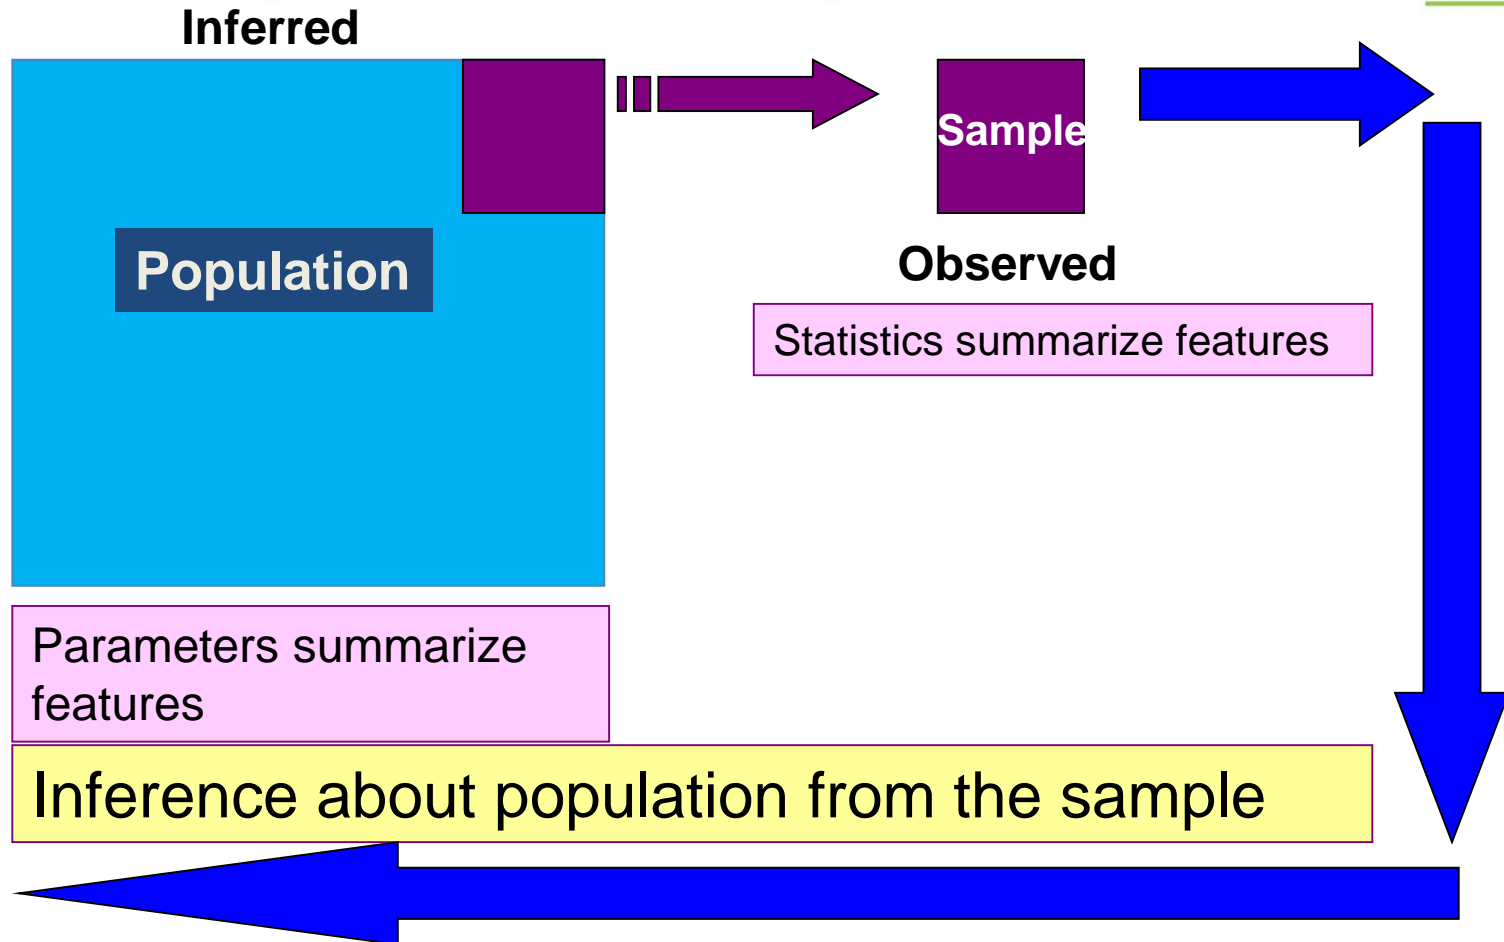 Inferred
Sample
Population
Observed
Statistics summarize features
Parameters summarize
features
Inference about population from the sample